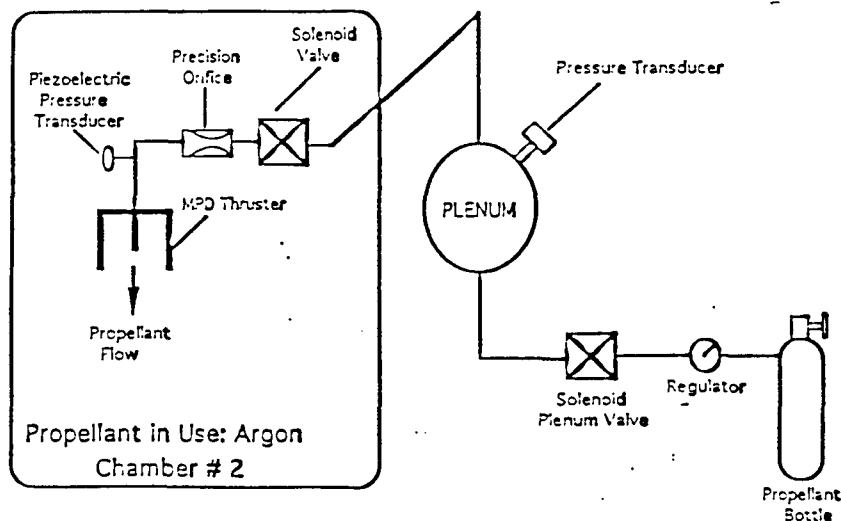 Solenoid
Valve
Precision
Orifice
Piezoelectric
Pressure
Transducer
Pressure Transducer
PLENUM
MPD Thruster
Propellant
Flow
Regulator
Solenoid
Plenum Valve
Propellant in Use: Argon
Chamber # 2
Propellant
Bottle